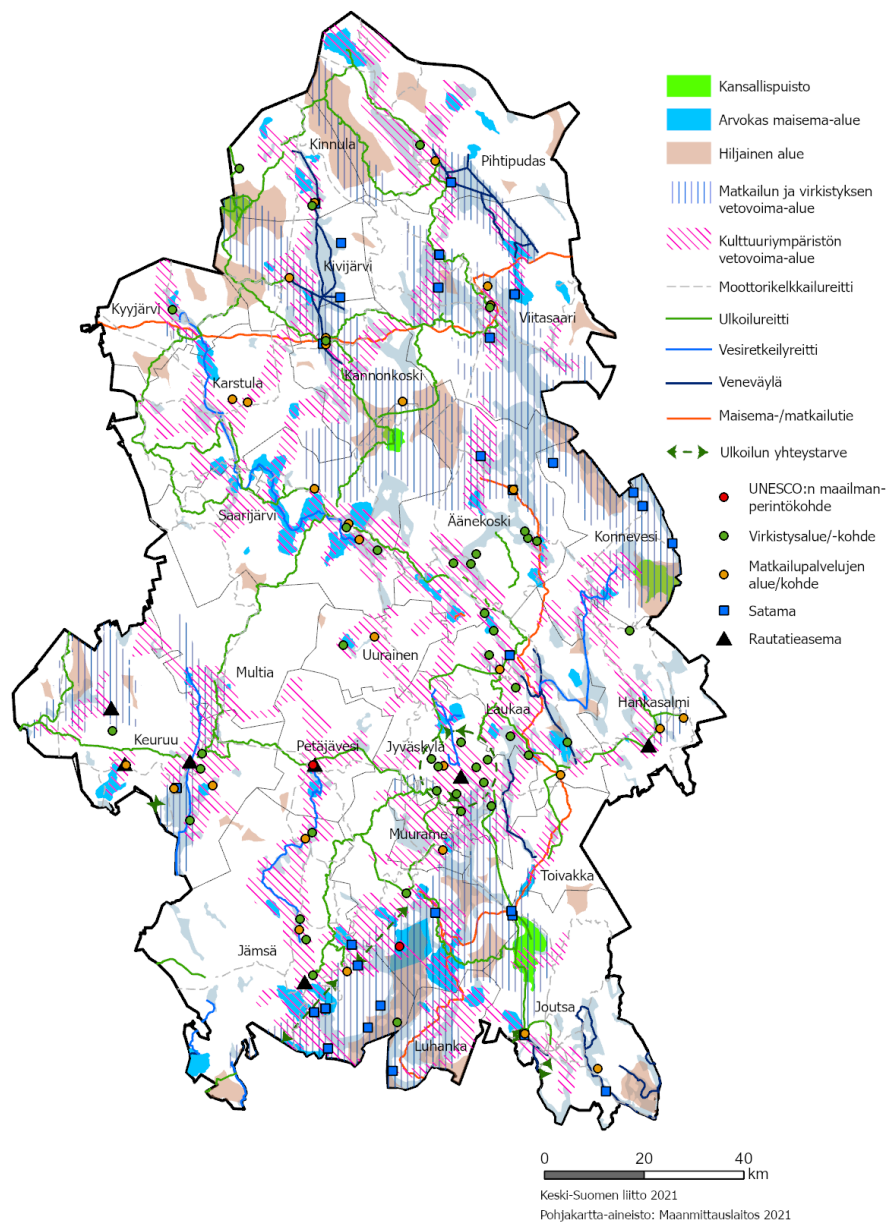 Kinnula
Pihtipudas
Kivijärvi
Kyyjärvi
Viitasaari
Karstula
Kannonkoski
Saarijärvi
Äänekoski
Konnevesi
Uurainen
Multia
Laukaa
Hankasalmi
Keuruu
Petäjävesi
Jyväskylä
Muurame
Toivakka
Jämsä
Joutsa
Luhanka
Kansallispuisto
Arvokas maisema-alue
Hiljainen alue
Matkailun ja virkistyksen
vetovoima-alue
Kulttuuriympäristön
vetovoima-alue
Moottorikelkkailureitti
Ulkoilureitti
Vesiretkeilyreitti
Veneväylä
Maisema-/matkailutie
Ulkoilun yhteystarve
UNESCO:n maailman-
perintökohde
Virkistysalue/-kohde
Matkailupalvelujen
alue/kohde
Satama
Rautatieasema
0 20 40
km
Keski-Suomen liitto 2021
Pohjakartta-aineisto: Maanmittauslaitos 2021